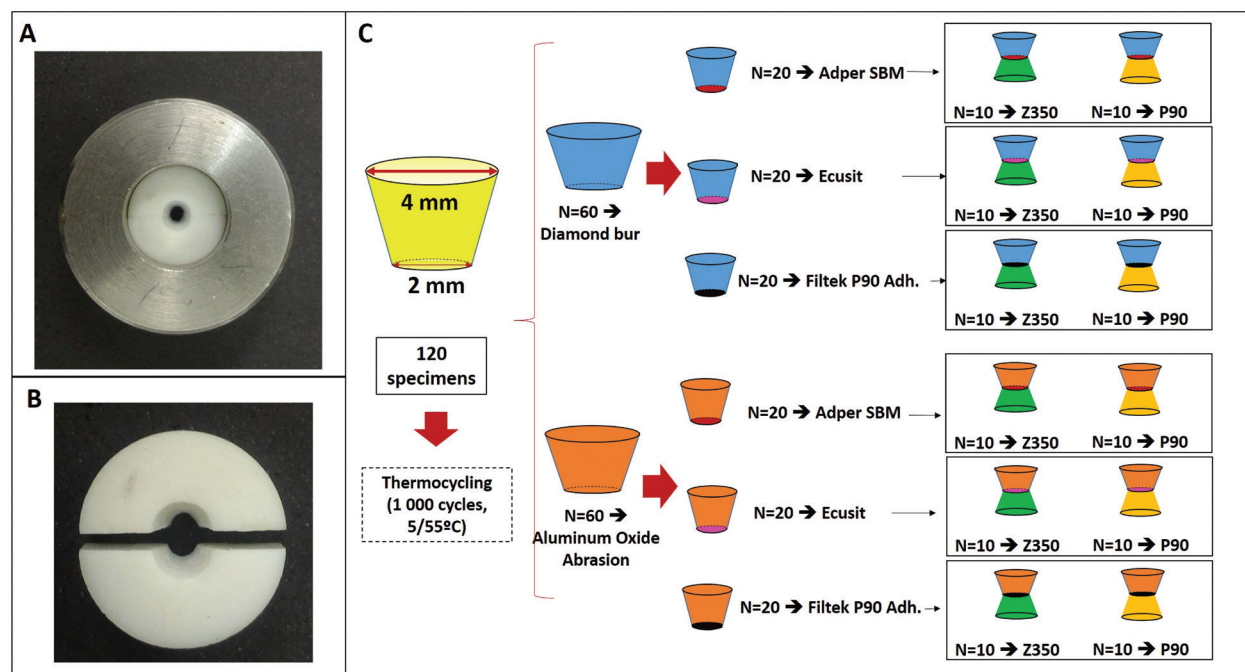 A
B
C
4 mm
2 mm
120
specimens
Thermocycling
(1 000 cycles,
5/55ºC)
N=60 ➔
Diamond bur
N=20 ➔ Adper SBM
N=10 ➔ Z350 N=10 ➔ P90
N=20 ➔ Ecusit
N=10 ➔ Z350 N=10 ➔ P90
N=20 ➔ Filtek P90 Adh.
N=10 ➔ Z350 N=10 ➔ P90
N=60 ➔
Aluminum Oxide
Abrasion
N=20 ➔ Adper SBM
N=10 ➔ Z350 N=10 ➔ P90
N=20 ➔ Ecusit
N=10 ➔ Z350 N=10 ➔ P90
N=20 ➔ Filtek P90 Adh.
N=10 ➔ Z350 N=10 ➔ P90